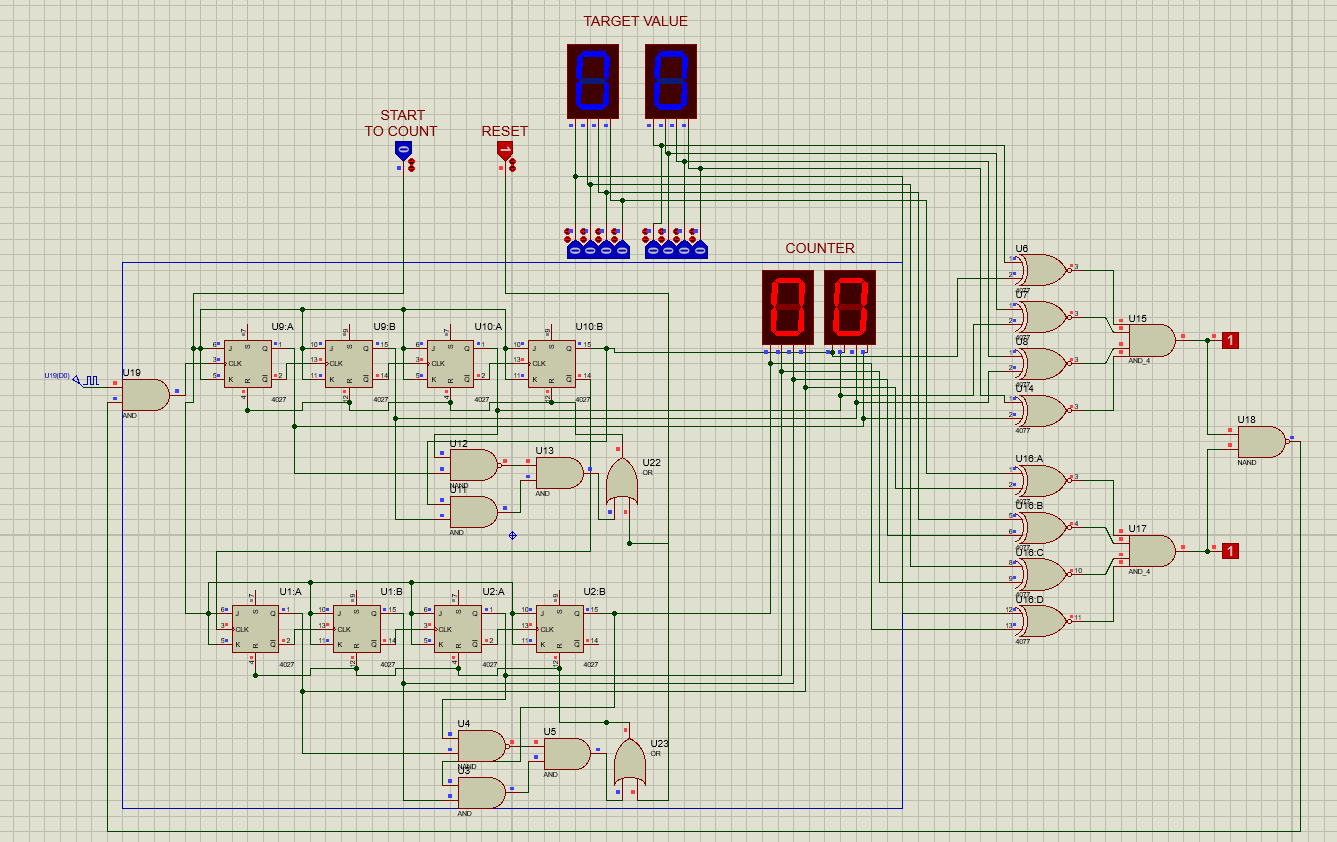 TARGET VALUE
START
TO COUNT
RESET
COUNTER
U19(D0)
U19
AND
U9:A
U9:B
U10:A
U10:B
J
Q
CLK
K
Q
S
R
4027
4027
4027
4027
U12
NAND
U11
AND
U13
AND
U22
OR
U1:A
U1:B
U2:A
U2:B
4027
4027
4027
4027
U4
NAND
U3
AND
U5
AND
U23
OR
U6
4077
U7
4077
U8
4077
U14
4077
U15
AND_4
U16:A
4077
U16:B
4077
U16:C
4077
U16:D
4077
U17
AND_4
U18
NAND
1
1